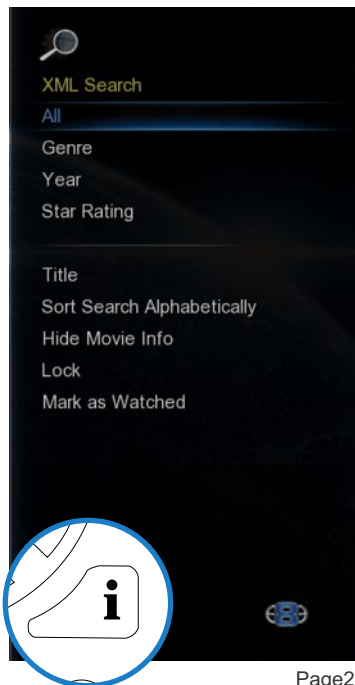 XML Search
All
Genre
Year
Star Rating
Title
Sort Search Alphabetically
Hide Movie Info
Lock
Mark as Watched
i
8
Page2